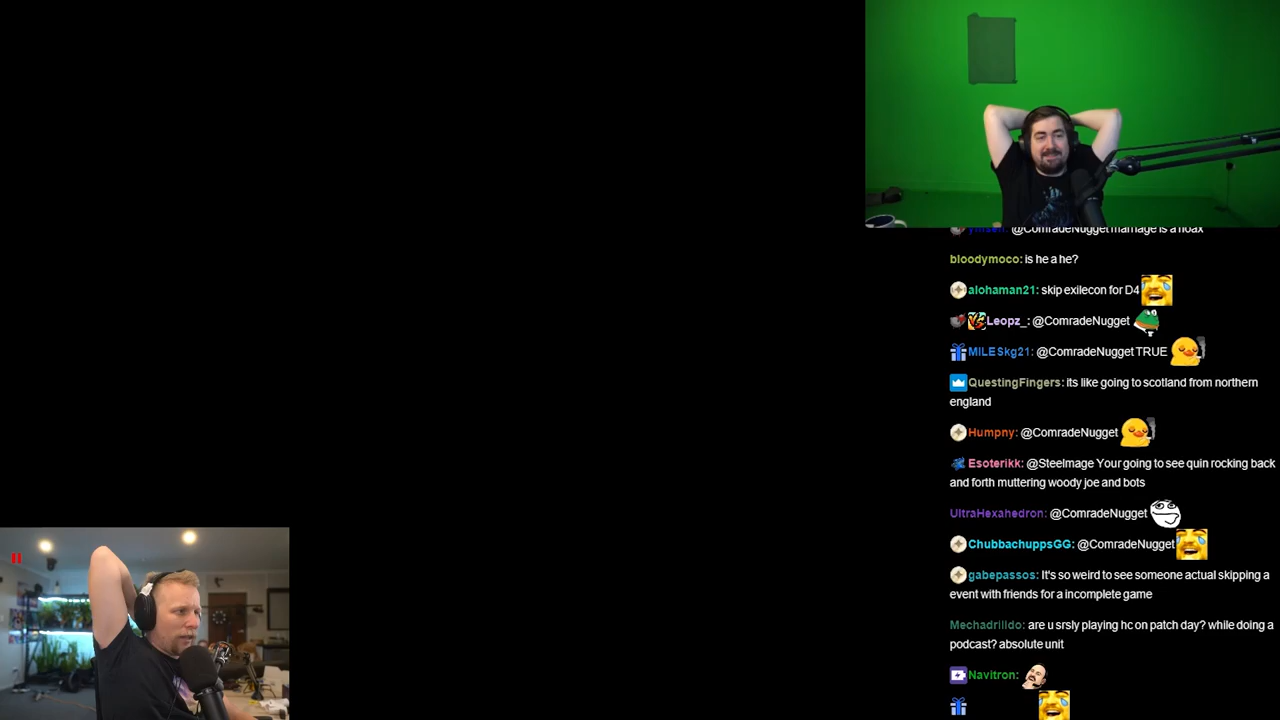 @ComradeNugget marriage is a hoax
bloodymoco: is he a he?
alohaman21: skip exilecon for D4
Leopz_: @ComradeNugget
MILESkg21: @ComradeNugget TRUE
QuestingFingers: its like going to scotland from northern
england
Humpny: @ComradeNugget
Esoterikk: @Steelmage Your going to see quin rocking back
and forth muttering woody joe and bots
UltraHexahedron: @ComradeNugget
ChubbachuppsGG: @ComradeNugget
gabepassos: It's so weird to see someone actual skipping a
event with friends for a incomplete game
Mechadrilldo: are u srsly playing hc on patch day? while doing a
podcast? absolute unit
Navitron: